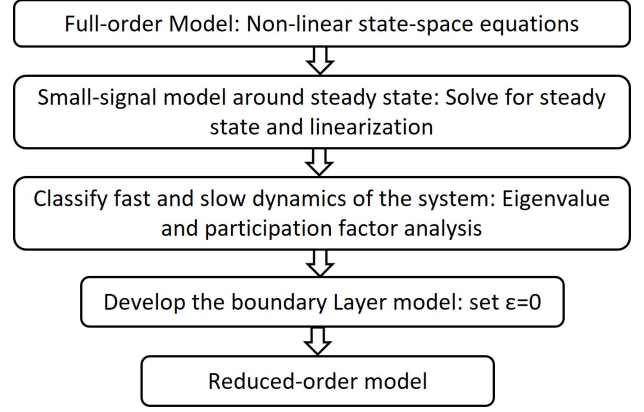 Full-order Model: Non-linear state-space equations
Small-signal model around steady state: Solve for steady
state and linearization
Classify fast and slow dynamics of the system: Eigenvalue
and participation factor analysis
Develop the boundary Layer model: set ε=0
Reduced-order model